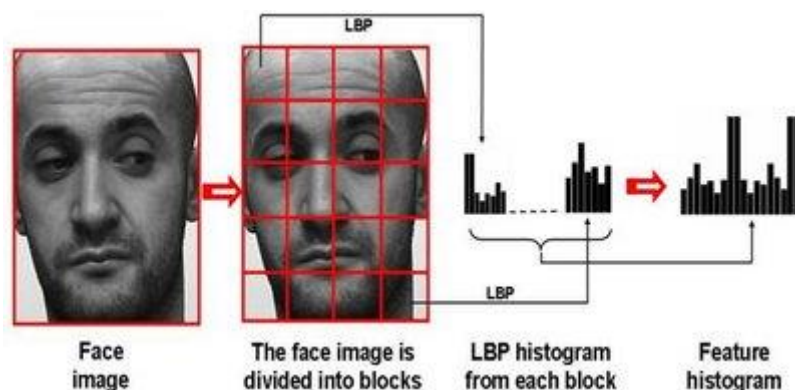 LBP
LBP
Face
image
The face image is
divided into blocks
LBP histogram
from each block
Feature
histogram